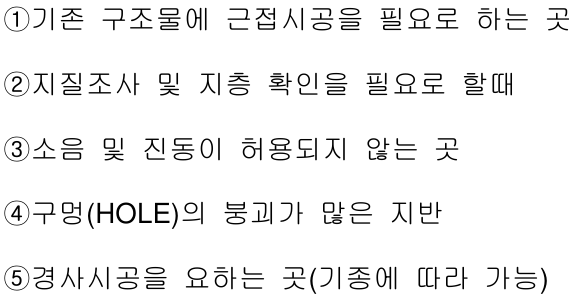 ①기존 구조물에 근접시공을 필요로 하는 곳
②지질조사 및 지층 확인을 필요로 할때
③소음 및 진동이 허용되지 않는 곳
④구멍(HOLE)의 붕괴가 많은 지반
⑤경사시공을 요하는 곳(기종에 따라 가능)